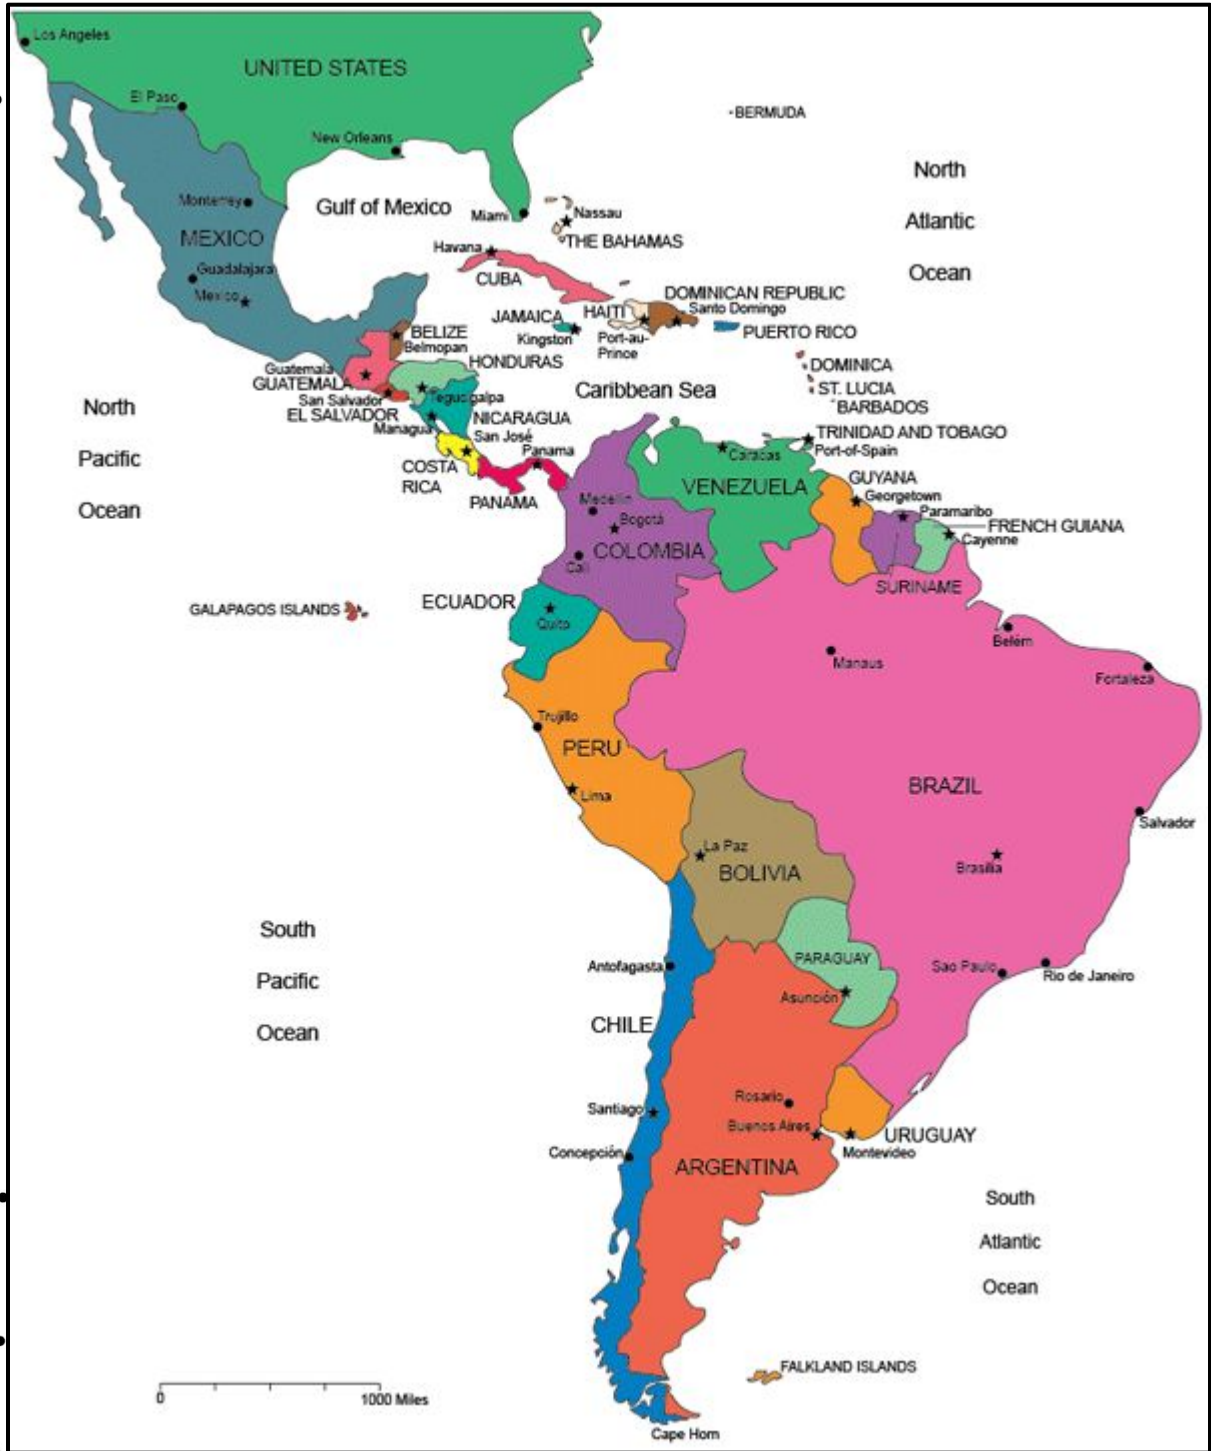 Los Angeles
UNITED STATES
El Paso
BERMUDA
New Orleans
North
Atlantic
Ocean
Monterrey
Gulf of Mexico
Miami
Nassau
THE BAHAMAS
MEXICO
Havana
Guadalajara
CUBA
Mexico
DOMINICAN REPUBLIC
Santo Domingo
HAITI
JAMAICA
Kingston
Port-au-
Prince
PUERTO RICO
BELIZE
Belmopan
HONDURAS
DOMINICA
Guatemala
GUATEMALA
Caribbean Sea
ST. LUCIA
San Salvador
Tegucigalpa
BARBADOS
North
Pacific
Ocean
EL SALVADOR
NICARAGUA
Managua
San José
TRINIDAD AND TOBAGO
Port-of-Spain
Panama
Caracas
COSTA
RICA
PANAMA
VENEZUELA
GUYANA
Georgetown
Medellín
Paramaribo
Bogotá
FRENCH GUIANA
Cayenne
COLOMBIA
Cali
SURINAME
ECUADOR
GALAPAGOS ISLANDS
Quito
Belém
Manaus
Fortaleza
Trujillo
PERU
BRAZIL
Lima
Salvador
La Paz
BOLIVIA
Brasília
South
Pacific
Ocean
PARAGUAY
Antofagasta
Sao Paulo
Rio de Janeiro
Asunción
CHILE
Rosario
Santiago
Buenos Aires
URUGUAY
Montevideo
Concepción
ARGENTINA
South
Atlantic
Ocean
FALKLAND ISLANDS
0
1000 Miles
Cape Horn